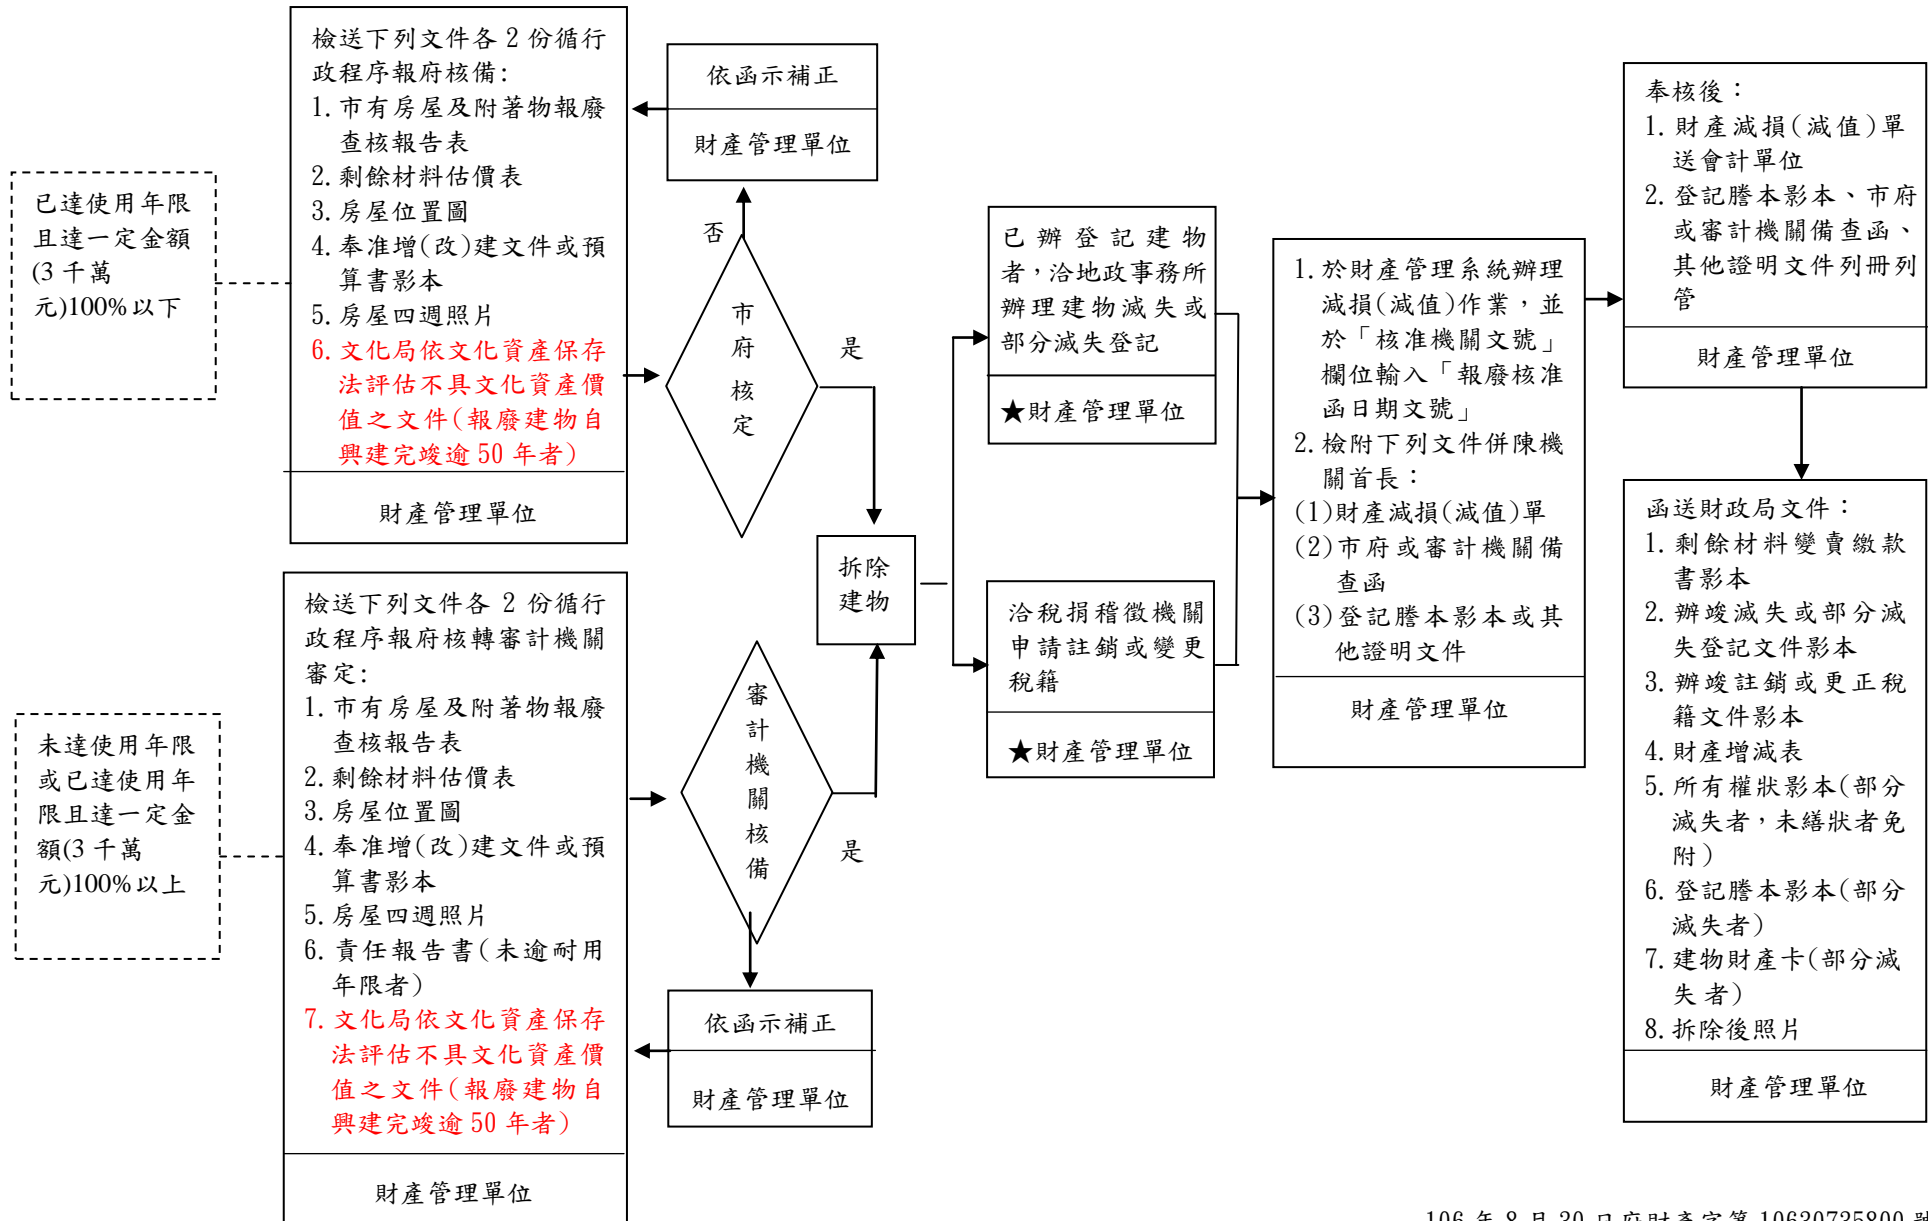 已達使用年限
且達一定金額
(3 千萬
元)100%以下
檢送下列文件各 2 份循行
政程序報府核備:
1. 市有房屋及附著物報廢
查核報告表
2. 剩餘材料估價表
3. 房屋位置圖
4. 奉准增(改)建文件或預
算書影本
5. 房屋四週照片
6. 文化局依文化資產保存
法評估不具文化資產價
值之文件(報廢建物自
興建完竣逾 50 年者)
財產管理單位
依函示補正
財產管理單位
否
市
府
核
定
是
未達使用年限
或已達使用年
限且達一定金
額(3 千萬
元)100%以上
檢送下列文件各 2 份循行
政程序報府核轉審計機關
審定:
1. 市有房屋及附著物報廢
查核報告表
2. 剩餘材料估價表
3. 房屋位置圖
4. 奉准增(改)建文件或預
算書影本
5. 房屋四週照片
6. 責任報告書(未逾耐用
年限者)
7. 文化局依文化資產保存
法評估不具文化資產價
值之文件(報廢建物自
興建完竣逾 50 年者)
財產管理單位
審
計
機
關
核
備
是
依函示補正
財產管理單位
拆除
建物
已辦登記建物
者，洽地政事務所
辦理建物滅失或
部分滅失登記
★財產管理單位
洽稅捐稽徵機關
申請註銷或變更
稅籍
★財產管理單位
1. 於財產管理系統辦理
減損(減值)作業，並
於「核准機關文號」
欄位輸入「報廢核准
函日期文號」
2. 檢附下列文件併陳機
關首長：
(1)財產減損(減值)單
(2)市府或審計機關備
查函
(3)登記謄本影本或其
他證明文件
財產管理單位
奉核後：
1. 財產減損(減值)單
送會計單位
2. 登記謄本影本、市府
或審計機關備查函、
其他證明文件列冊列
管
財產管理單位
函送財政局文件：
1. 剩餘材料變賣繳款
書影本
2. 辦竣滅失或部分滅
失登記文件影本
3. 辦竣註銷或更正稅
籍文件影本
4. 財產增減表
5. 所有權狀影本(部分
滅失者，未繕狀者免
附)
6. 登記謄本影本(部分
滅失者)
7. 建物財產卡(部分滅
失者)
8. 拆除後照片
財產管理單位
106 年 8 月 30 日府財產字第 10630735800 號